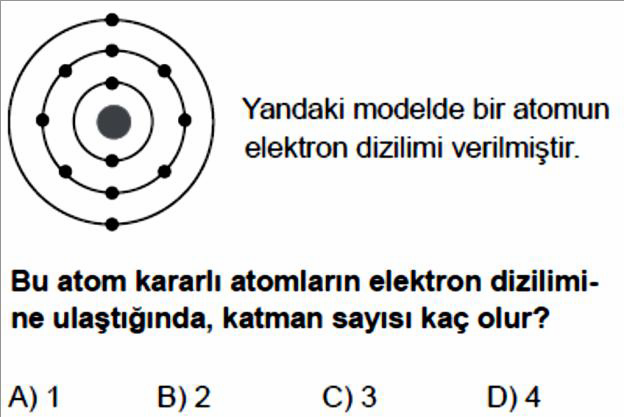 Yandaki modelde bir atomun
elektron dizilimi verilmiştir.
Bu atom kararlı atomların elektron dizilimi-
ne ulaştığında, katman sayısı kaç olur?
A) 1 B) 2 C) 3 D) 4